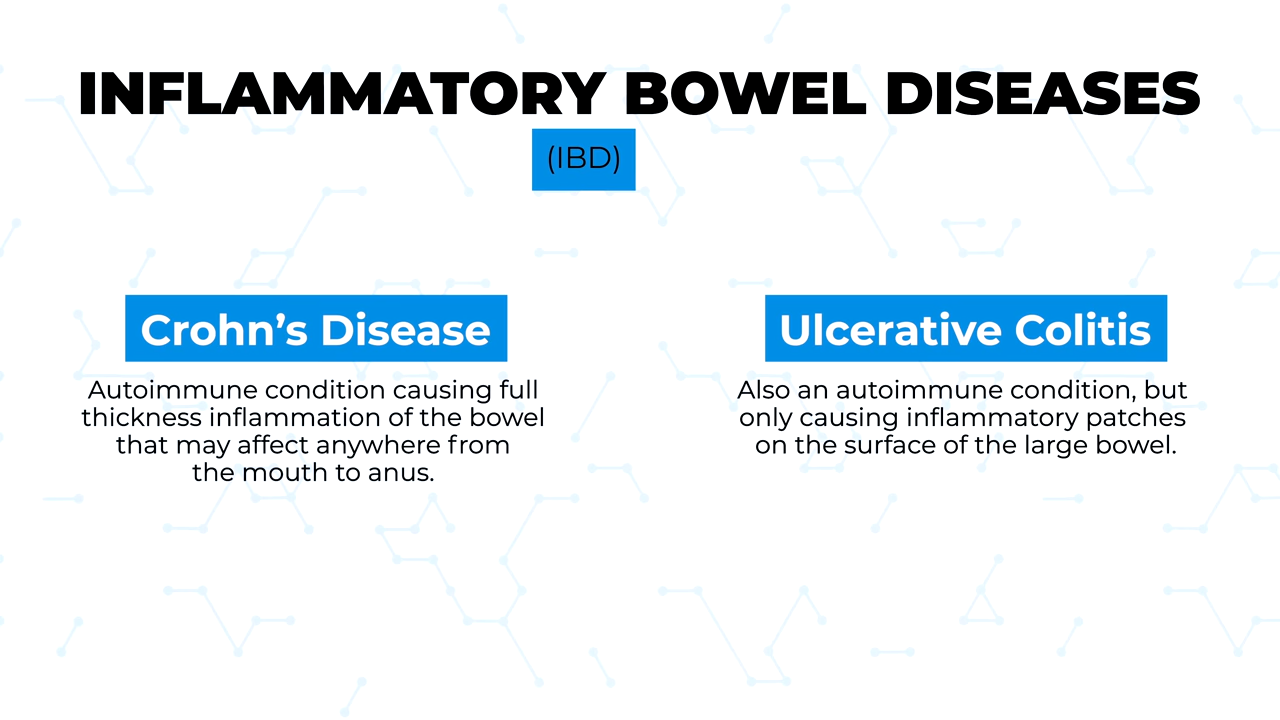 INFLAMMATORY BOWEL DISEASES
(IBD)
Crohn’s Disease
Autoimmune condition causing full
thickness inflammation of the bowel
that may affect anywhere from
the mouth to anus.
Ulcerative Colitis
Also an autoimmune condition, but
only causing inflammatory patches
on the surface of the large bowel.